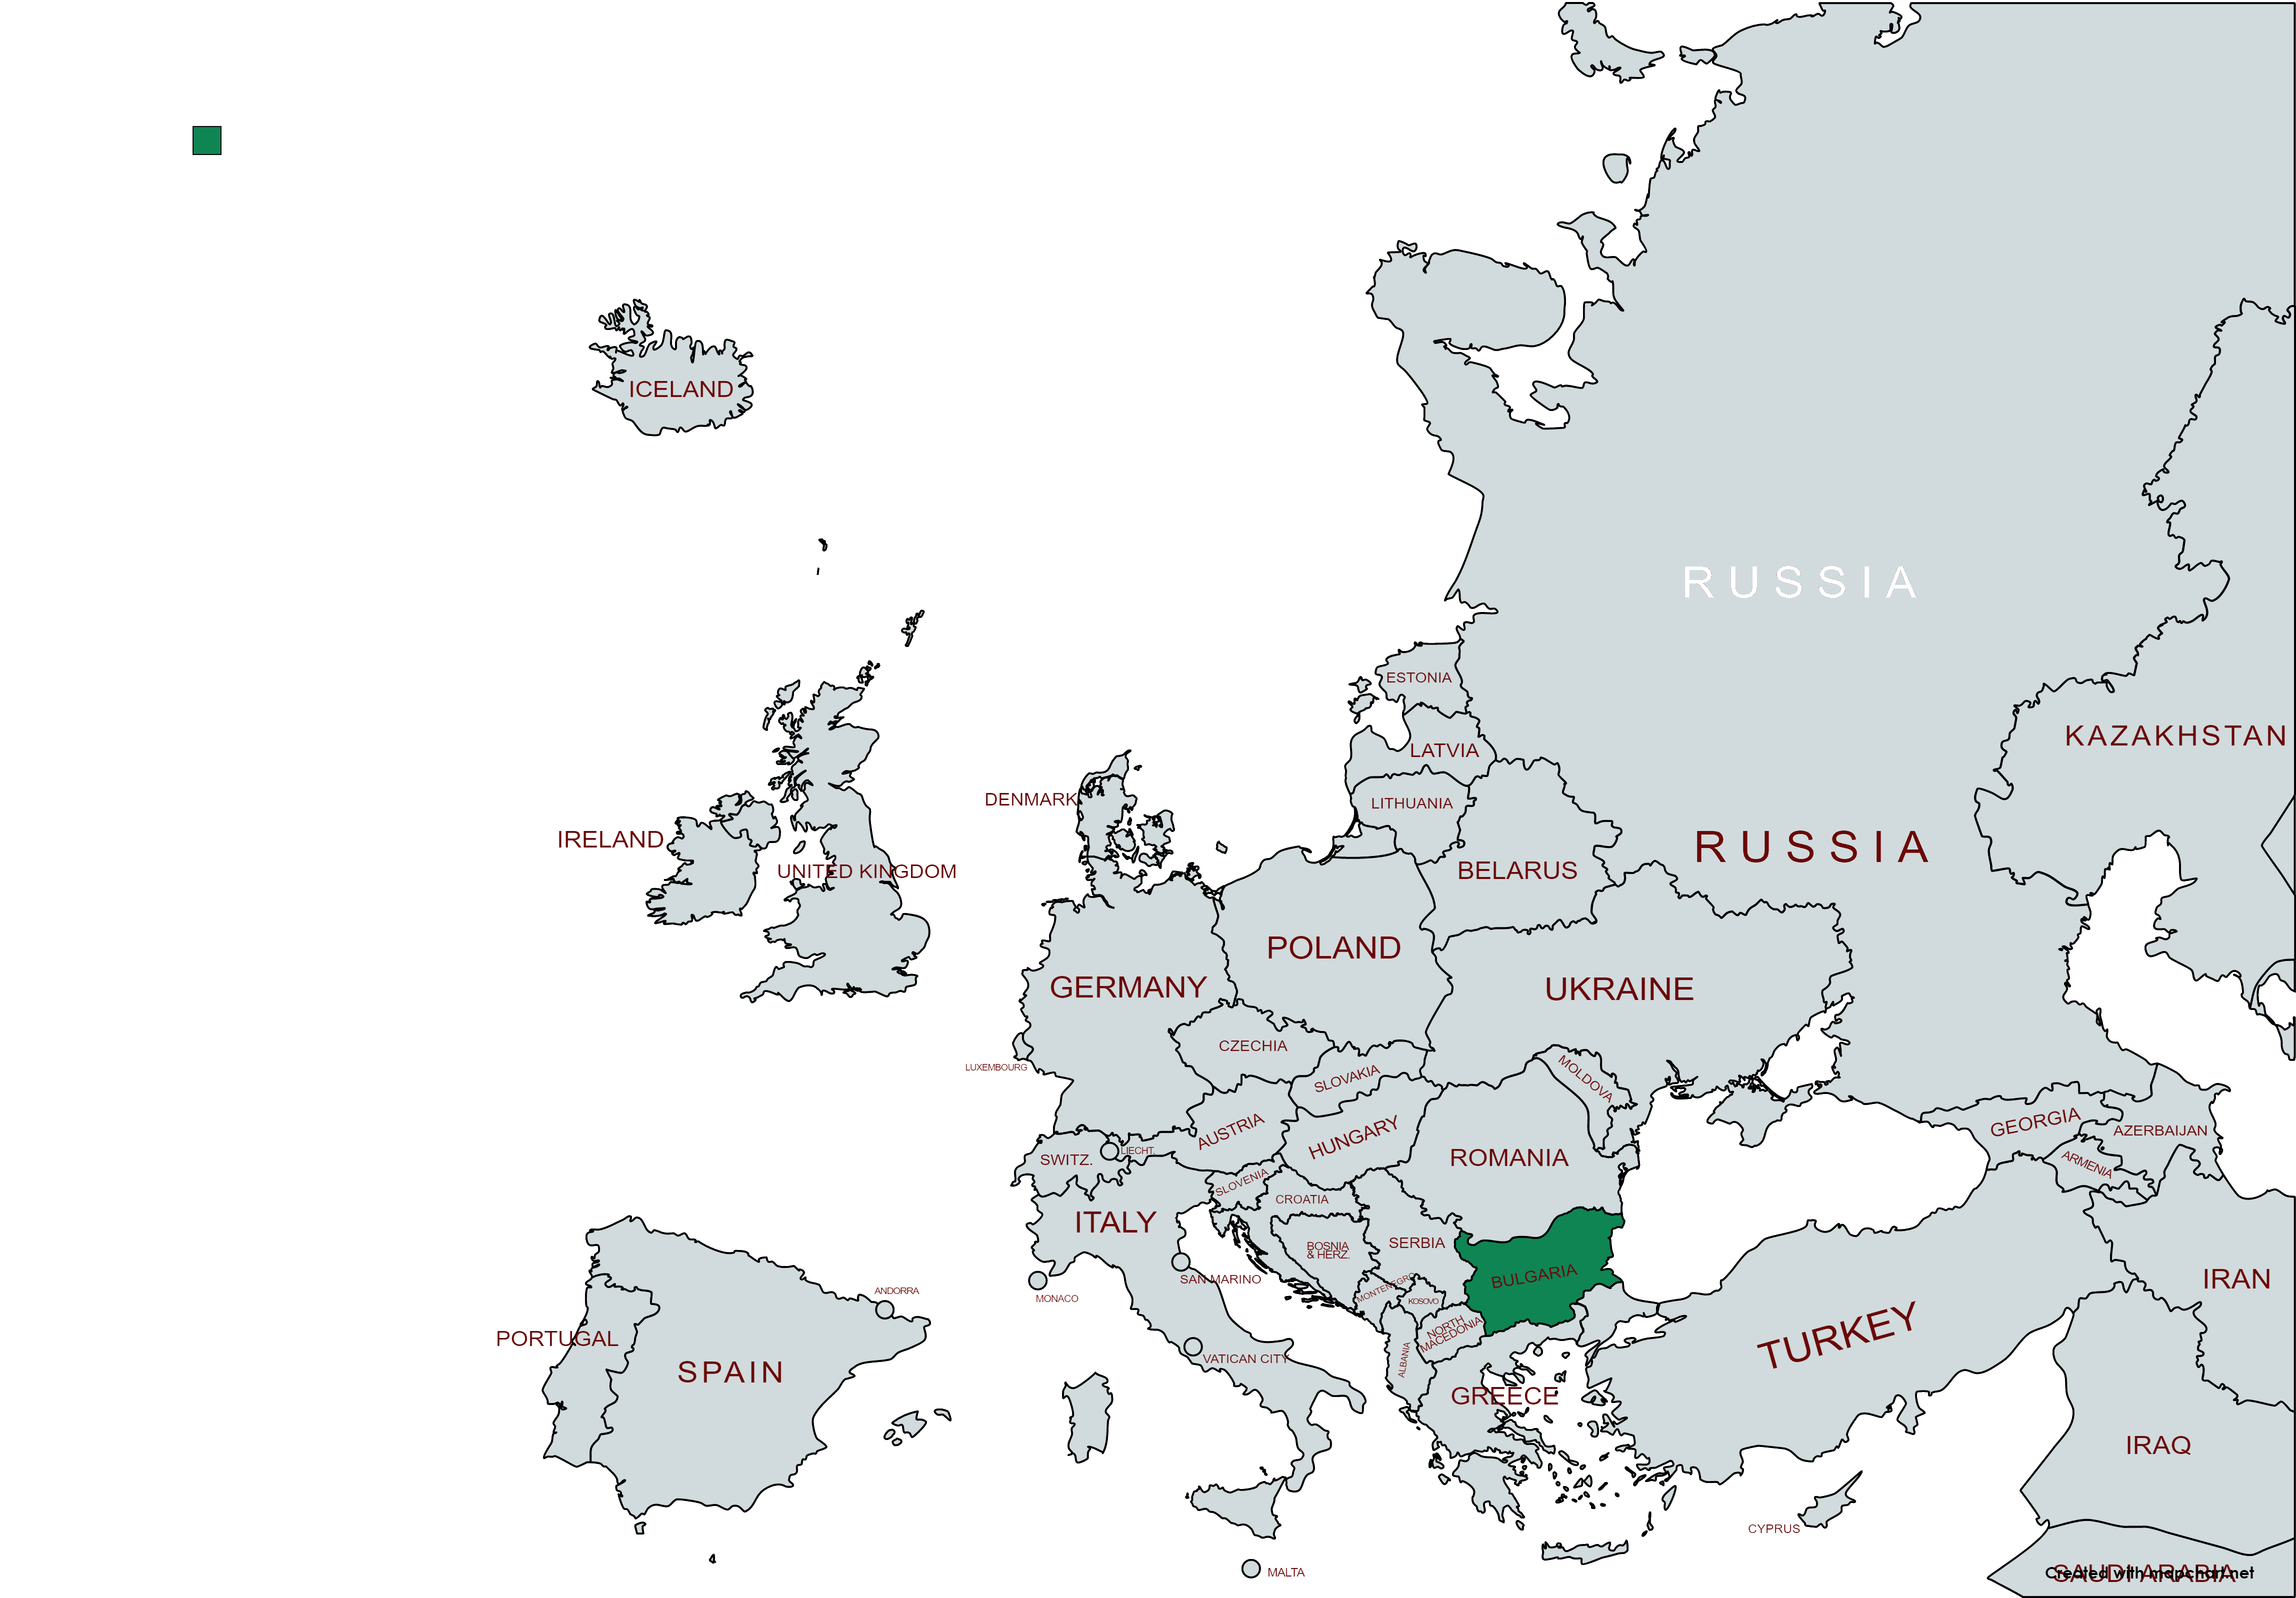 ICELAND
RUSSIA
ESTONIA
KAZAKHSTAN
LATVIA
DENMARK
LITHUANIA
IRELAND
RUSSIA
UNITED KINGDOM
BELARUS
POLAND
GERMANY
UKRAINE
CZECHIA
LUXEMBOURG
SLOVAKIA
MOLDOVA
AUSTRIA
HUNGARY
GEORGIA
AZERBAIJAN
LIECHT.
SWITZ.
ROMANIA
ARMENIA
SLOVENIA
CROATIA
ITALY
BOSNIA
& HERZ.
SERBIA
SAN MARINO
BULGARIA
IRAN
MONTENEGRO
ANDORRA
MONACO
KOSOVO
PORTUGAL
NORTH
MACEDONIA
TURKEY
VATICAN CITY
ALBANIA
SPAIN
GREECE
IRAQ
CYPRUS
MALTA
SAUDI ARABIA
Created with mapchart.net